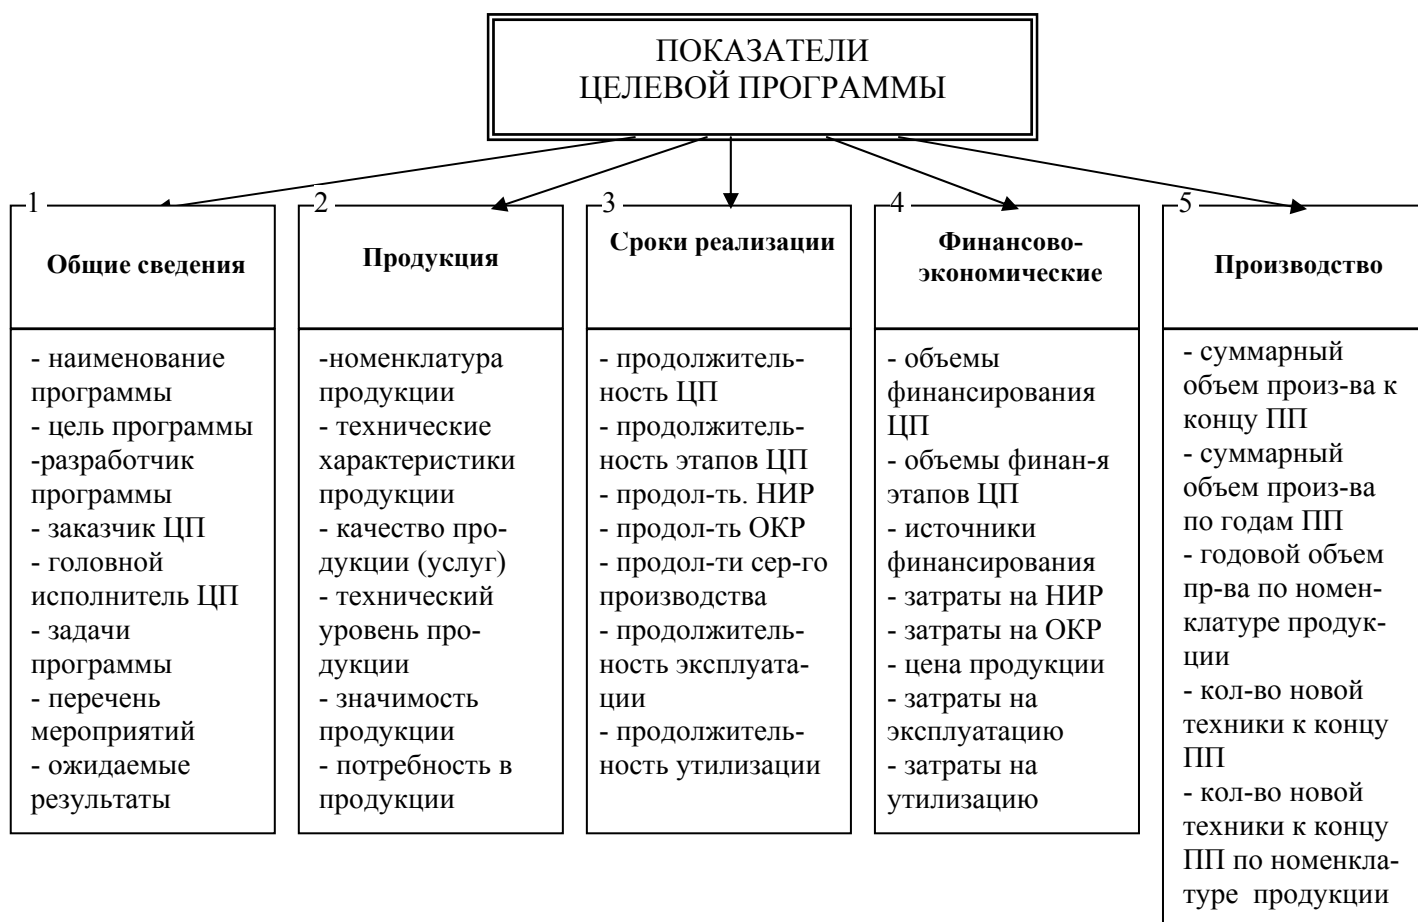 ПОКАЗАТЕЛИ
ЦЕЛЕВОЙ ПРОГРАММЫ
1
Общие сведения
- наименование
программы
- цель программы
-разработчик
программы
- заказчик ЦП
- головной
исполнитель ЦП
- задачи
программы
- перечень
мероприятий
- ожидаемые
результаты
2
Продукция
-номенклатура
продукции
- технические
характеристики
продукции
- качество про-
дукции (услуг)
- технический
уровень про-
дукции
- значимость
продукции
- потребность в
продукции
3
Сроки реализации
- продолжитель-
ность ЦП
- продолжитель-
ность этапов ЦП
- продол-ть. НИР
- продол-ть ОКР
- продол-ти сер-го
производства
- продолжитель-
ность эксплуата-
ции
- продолжитель-
ность утилизации
4
Финансово-
экономические
- объемы
финансирования
ЦП
- объемы финан-я
этапов ЦП
- источники
финансирования
- затраты на НИР
- затраты на ОКР
- цена продукции
- затраты на
эксплуатацию
- затраты на
утилизацию
5
Производство
- суммарный
объем произ-ва к
концу ПП
- суммарный
объем произ-ва
по годам ПП
- годовой объем
пр-ва по номен-
клатуре продук-
ции
- кол-во новой
техники к концу
ПП
- кол-во новой
техники к концу
ПП по номенкла-
туре продукции